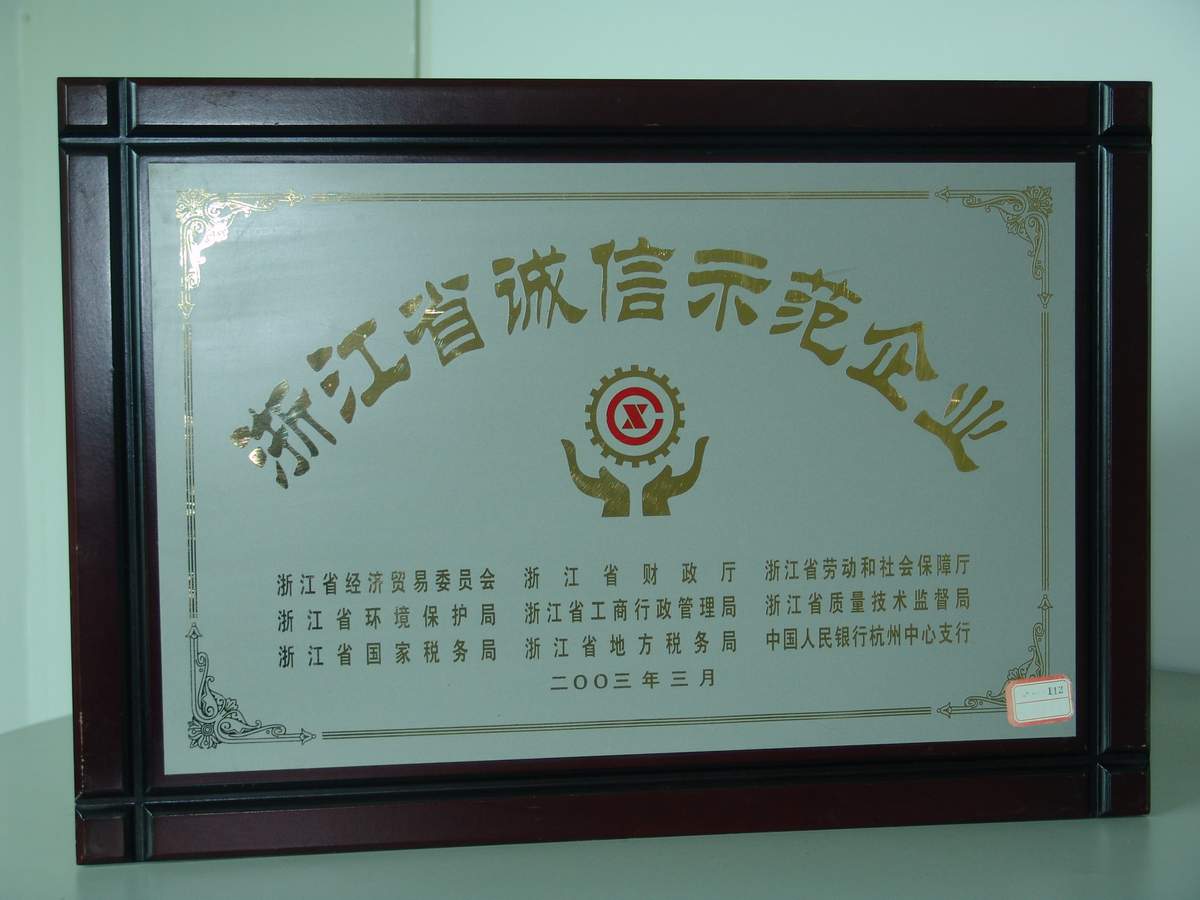 浙江省诚信示范企业
X
浙江省经济贸易委员会 浙江省财政厅 浙江省劳动和社会保障厅
浙江省环境保护局 浙江省工商行政管理局 浙江省质量技术监督局
浙江省国家税务局 浙江省地方税务局 中国人民银行杭州中心支行
二〇〇三年三月
112